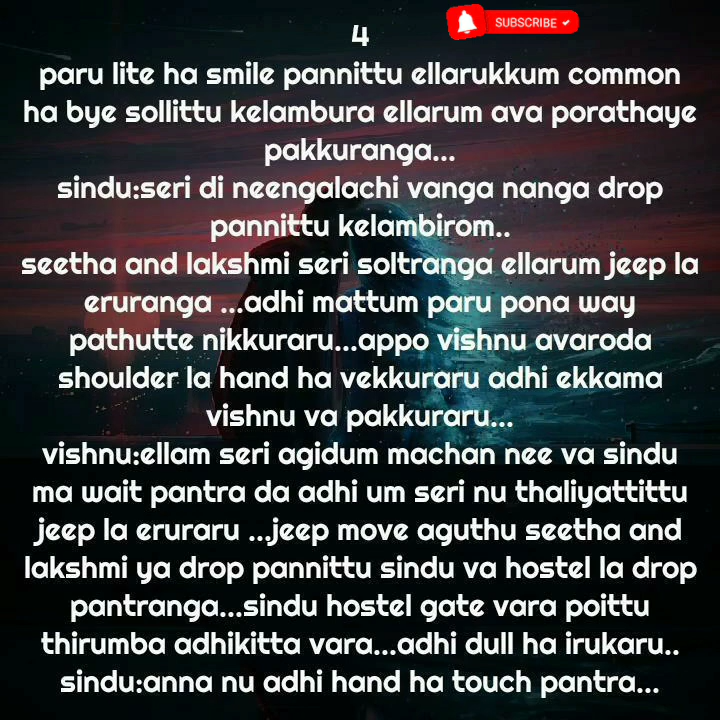 4
SUBSCRIBE
paru lite ha smile pannittu ellarukkum common
ha bye sollittu kelambura ellarum ava porathaye
pakkuranga...
sindu:seri di neengalachi vanga nanga drop
pannittu kelambirom..
seetha and lakshmi seri soltranga ellarum jeep la
eruranga ...adhi mattum paru pona way
pathutte nikkuraru...appo vishnu avaroda
shoulder la hand ha vekkuraru adhi ekkama
vishnu va pakkuraru...
vishnu:ellam seri agidum machan nee va sindu
ma wait pantra da adhi um seri nu thaliyattittu
jeep la eruraru ...jeep move aguthu seetha and
lakshmi ya drop pannittu sindu va hostel la drop
pantranga...sindu hostel gate vara poittu
thirumba adhikitta vara...adhi dull ha irukaru..
sindu:anna nu adhi hand ha touch pantra...